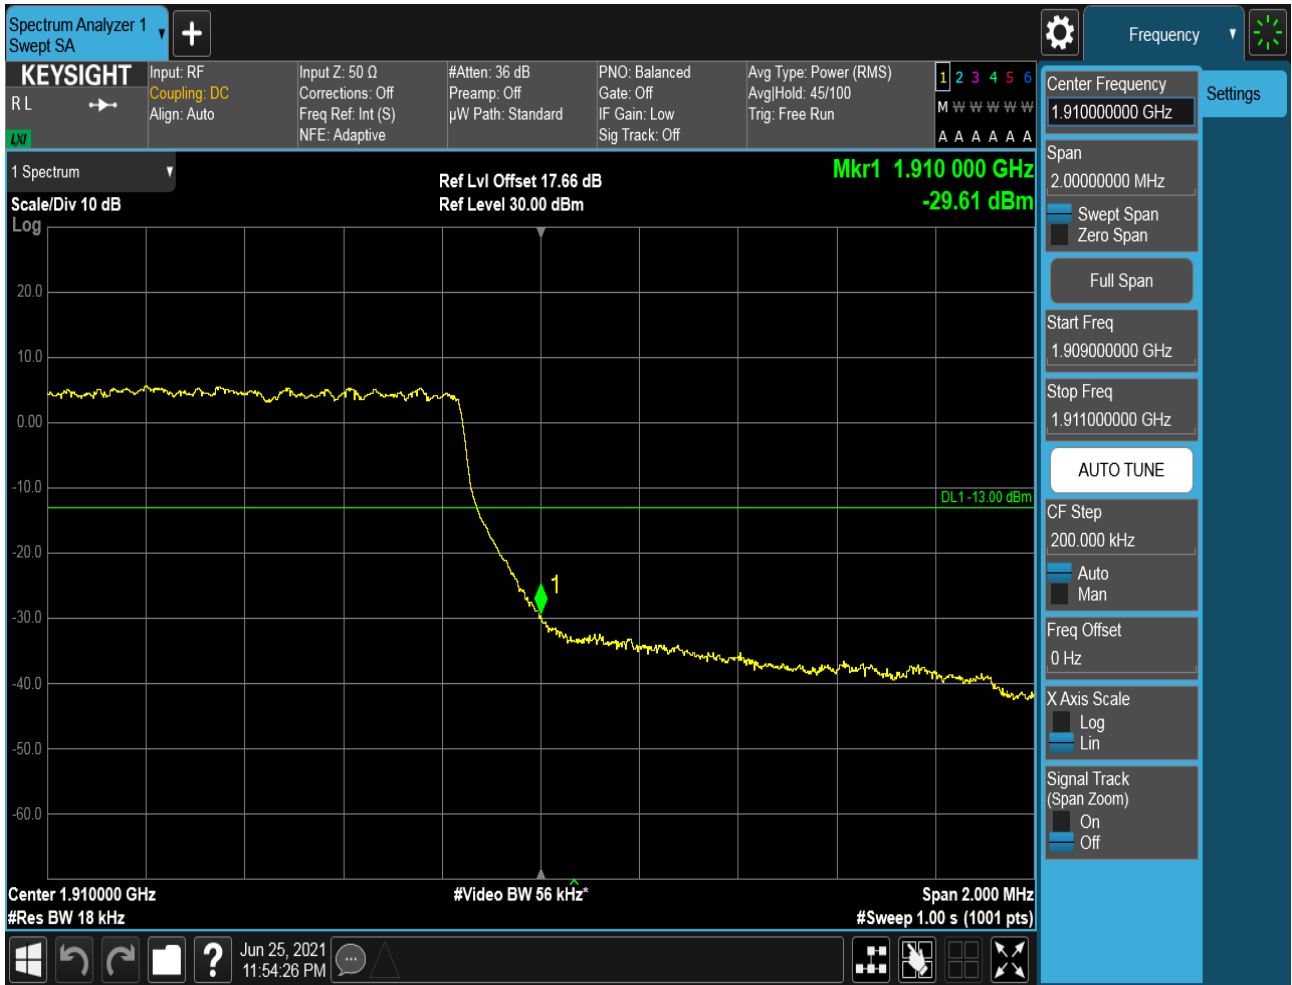 Spectrum Analyzer 1
Swept SA
Frequency
KEYSIGHT
R L
LXI
Input: RF
Coupling: DC
Align: Auto
Input Z: 50 Ω
Corrections: Off
Freq Ref: Int (S)
NFE: Adaptive
#Atten: 36 dB
Preamp: Off
µW Path: Standard
PNO: Balanced
Gate: Off
IF Gain: Low
Sig Track: Off
Avg Type: Power (RMS)
Avg|Hold: 45/100
Trig: Free Run
1 2 3 4 5 6
M W W W W W
A A A A A A
1 Spectrum
Scale/Div 10 dB
Log
Ref Lvl Offset 17.66 dB
Ref Level 30.00 dBm
Mkr1 1.910 000 GHz
-29.61 dBm
20.0
10.0
0.00
-10.0
-20.0
-30.0
-40.0
-50.0
-60.0
DL1 -13.00 dBm
1
Center 1.910000 GHz
#Res BW 18 kHz
#Video BW 56 kHz*
Span 2.000 MHz
#Sweep 1.00 s (1001 pts)
Center Frequency
1.910000000 GHz
Settings
Span
2.00000000 MHz
Swept Span
Zero Span
Full Span
Start Freq
1.909000000 GHz
Stop Freq
1.911000000 GHz
AUTO TUNE
CF Step
200.000 kHz
Auto
Man
Freq Offset
0 Hz
X Axis Scale
Log
Lin
Signal Track
(Span Zoom)
On
Off
?
Jun 25, 2021
11:54:26 PM